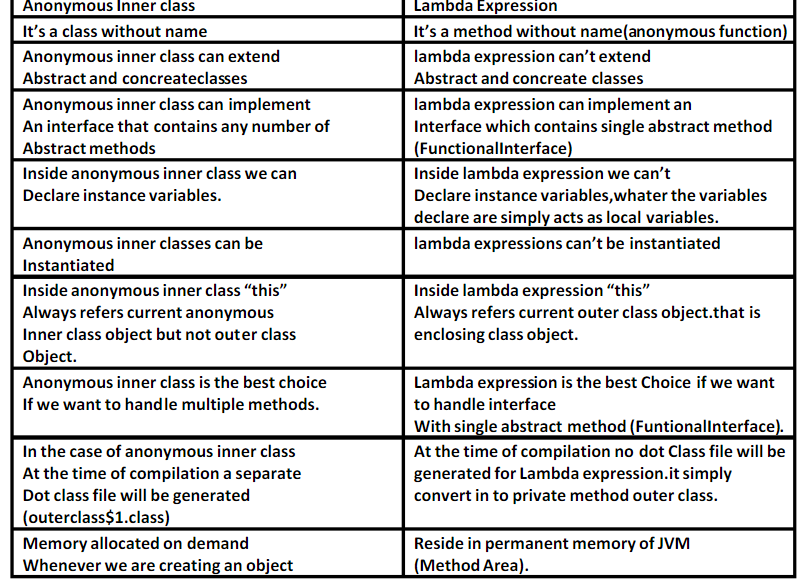 Anonymous Inner class
Lambda Expression
It's a class without name
It's a method without name(anonymous function)
Anonymous inner class can extend
Abstract and concreateclasses
lambda expression can't extend
Abstract and concreate classes
Anonymous inner class can implement
An interface that contains any number of
Abstract methods
lambda expression can implement an
Interface which contains single abstract method
(FunctionalInterface)
Inside anonymous inner class we can
Declare instance variables.
Inside lambda expression we can't
Declare instance variables,whater the variables
declare are simply acts as local variables.
Anonymous inner classes can be
Instantiated
lambda expressions can't be instantiated
Inside anonymous inner class “this”
Always refers current anonymous
Inner class object but not outer class
Object.
Inside lambda expression “this”
Always refers current outer class object.that is
enclosing class object.
Anonymous inner class is the best choice
If we want to handle multiple methods.
Lambda expression is the best Choice if we want
to handle interface
With single abstract method (FuntionalInterface).
In the case of anonymous inner class
At the time of compilation a separate
Dot class file will be generated
(outerclass$1.class)
At the time of compilation no dot Class file will be
generated for Lambda expression.it simply
convert in to private method outer class.
Memory allocated on demand
Whenever we are creating an object
Reside in permanent memory of JVM
(Method Area).